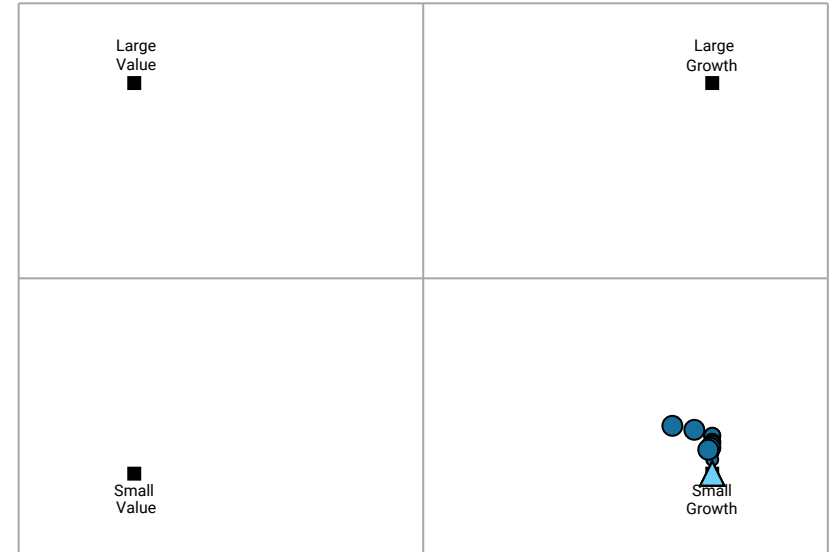 Large
Value
Large
Growth
Small
Value
Small
Growth